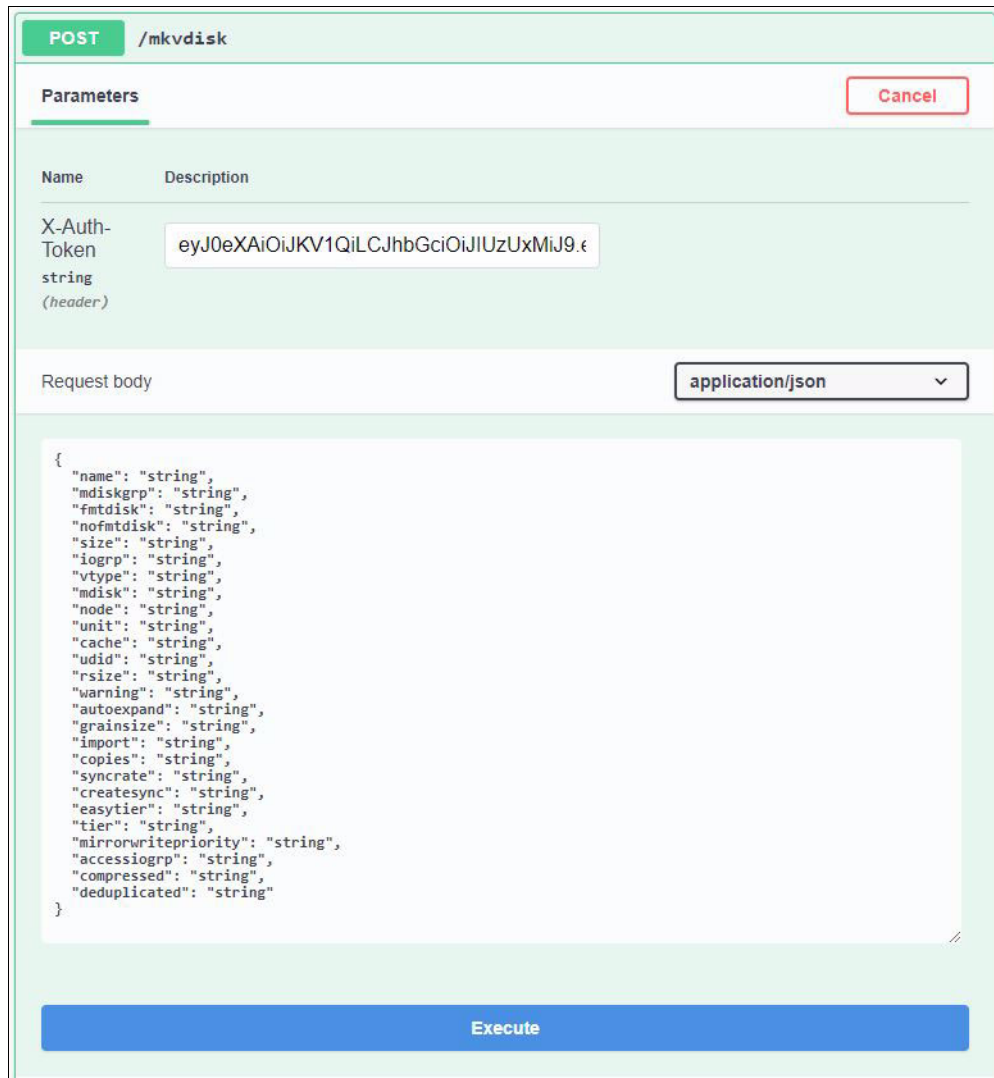 POST /mkvdisk
Parameters
Cancel
Name Description
X-Auth-
Token
string
(header)
eyJ0eXAiOiJKV1QiLCJhbGciOiJIUzUxMiJ9.e
Request body
application/json
{
"name": "string",
"mdiskgrp": "string",
"fmtdisk": "string",
"nofmtdisk": "string",
"size": "string",
"iogrp": "string",
"vtype": "string",
"mdisk": "string",
"node": "string",
"unit": "string",
"cache": "string",
"udid": "string",
"rsize": "string",
"warning": "string",
"autoexpand": "string",
"grainsize": "string",
"import": "string",
"copies": "string",
"syncrate": "string",
"createsync": "string",
"easytier": "string",
"tier": "string",
"mirrorwritepriority": "string",
"accessiogrp": "string",
"compressed": "string",
"deduplicated": "string"
}
Execute